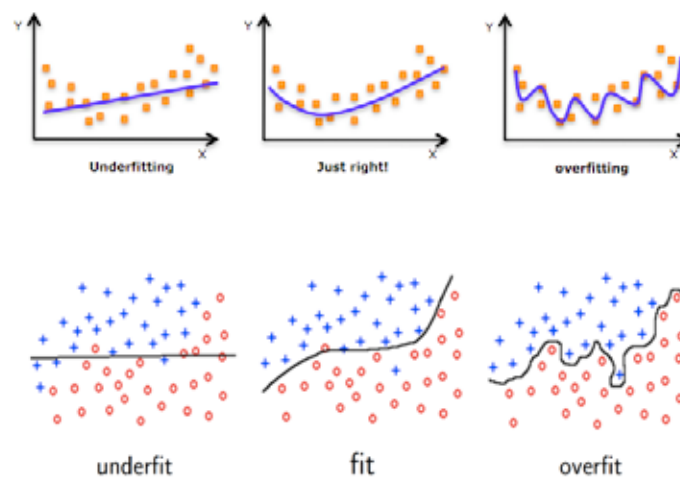 Y Y Y
X X X
Underfitting Just right! overfitting
underfit fit overfit